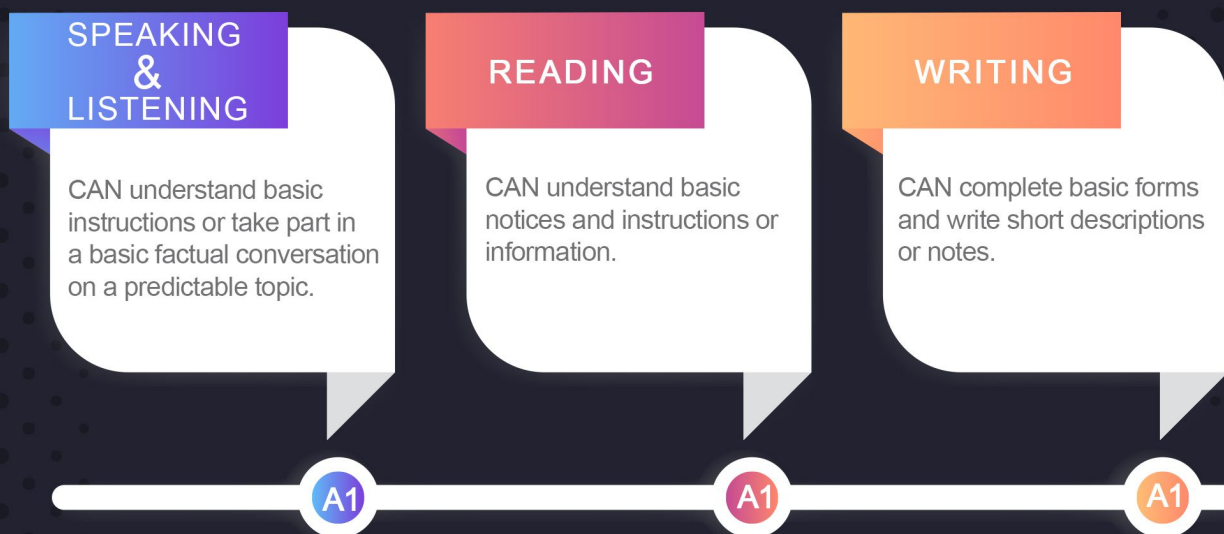 SPEAKING
&
LISTENING
CAN understand basic
instructions or take part in
a basic factual conversation
on a predictable topic.
A1
READING
CAN understand basic
notices and instructions or
information.
A1
WRITING
CAN complete basic forms
and write short descriptions
or notes.
A1